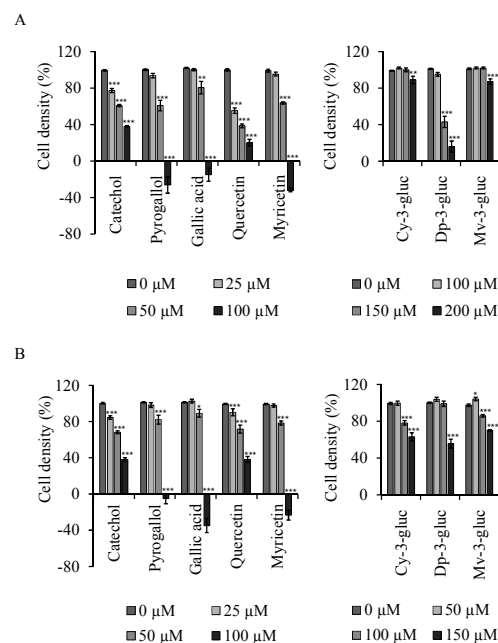 A
120
80
40
0
-40
-80
Cell density (%)
***
***
***
***
***
**
***
***
***
***
***
***
Catechol
Pyrogallol
Gallic acid
Quercetin
Myricetin
0 µM
25 µM
50 µM
100 µM
120
80
40
0
-40
-80
Cell density (%)
**
***
***
***
Cy-3-gluc
Dp-3-gluc
Mv-3-gluc
0 µM
100 µM
150 µM
200 µM
B
120
80
40
0
-40
-80
Cell density (%)
***
***
***
***
***
*
***
***
***
***
***
***
Catechol
Pyrogallol
Gallic acid
Quercetin
Myricetin
0 µM
25 µM
50 µM
100 µM
120
80
40
0
Cell density (%)
***
***
***
*
***
***
Cy-3-gluc
Dp-3-gluc
Mv-3-gluc
0 µM
50 µM
100 µM
150 µM